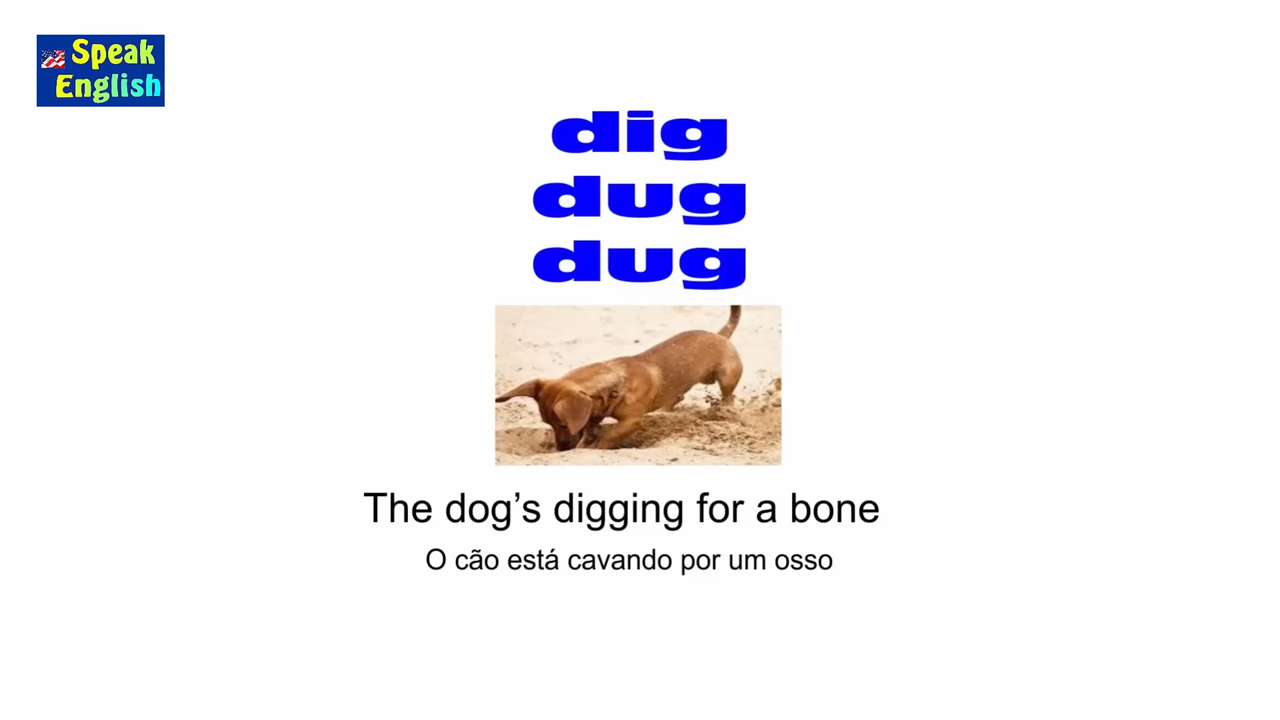 Speak
English
dig
dug
dug
The dog’s digging for a bone
O cão está cavando por um osso